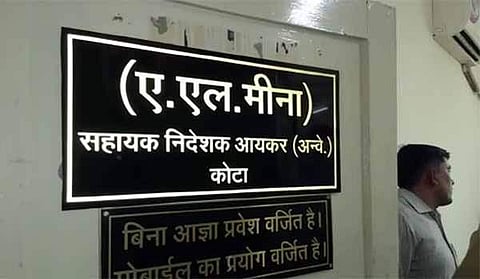 (ए.एल.मीना)
सहायक निदेशक आयकर (अन्वे.)
कोटा
बिना आज्ञा प्रवेश वर्जित है।
मोबाईल का प्रयोग वर्जित है।